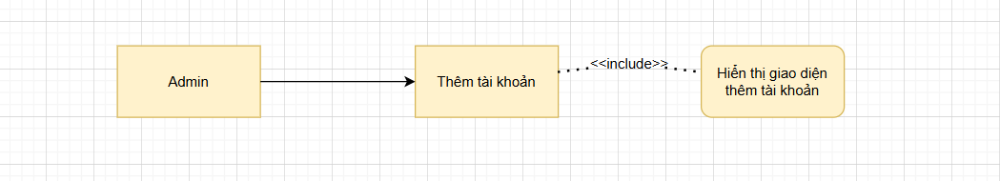 Admin
Thêm tài khoản
<<include>>
Hiển thị giao diện
thêm tài khoản